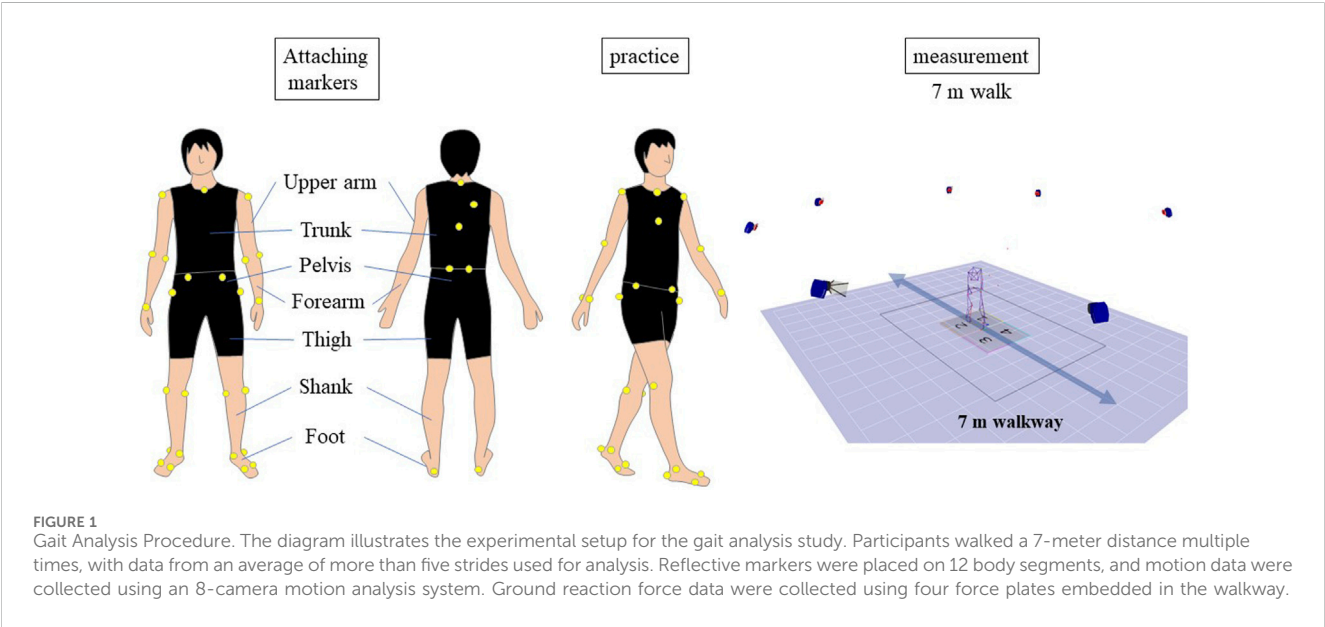 Attaching
markers
practice
measurement
7 m walk
Upper arm
Trunk
Pelvis
Forearm
Thigh
Shank
Foot
2
4
3
7 m walkway
FIGURE 1
Gait Analysis Procedure. The diagram illustrates the experimental setup for the gait analysis study. Participants walked a 7-meter distance multiple
times, with data from an average of more than five strides used for analysis. Reflective markers were placed on 12 body segments, and motion data were
collected using an 8-camera motion analysis system. Ground reaction force data were collected using four force plates embedded in the walkway.